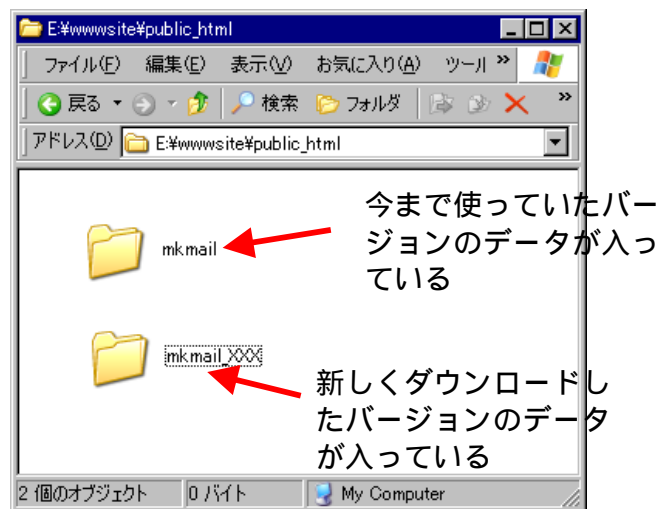 E:¥wwwsite¥public_html
ファイル(F) 編集(E) 表示(V) お気に入り(A) ツール »
戻る 検索 フォルダ »
アドレス(D) E:¥wwwsite¥public_html
今まで使っていたバー
ジョンのデータが入っ
ている
mkmail
mkmail_XXX
新しくダウンロードし
たバージョンのデータ
が入っている
2 個のオブジェクト 0 バイト My Computer